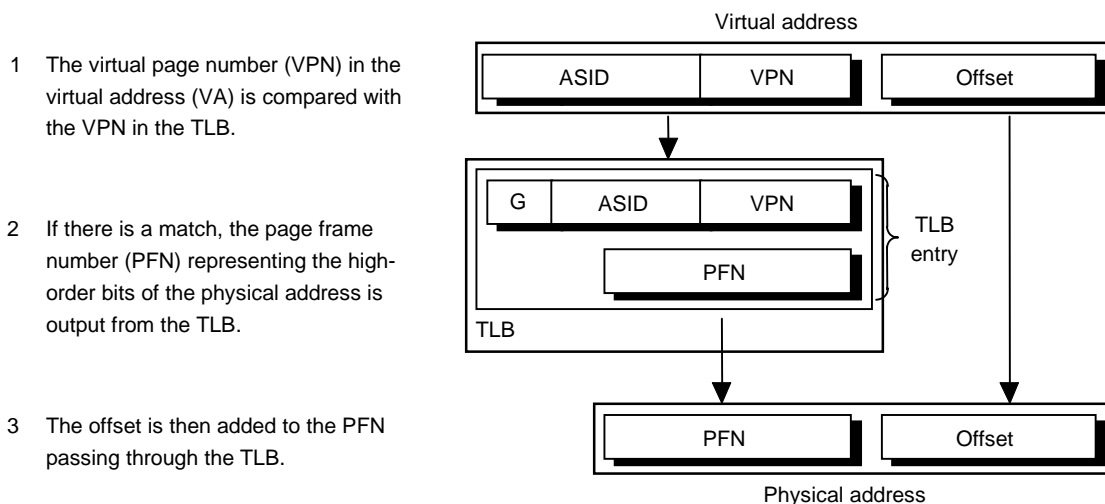 1 The virtual page number (VPN) in the
virtual address (VA) is compared with
the VPN in the TLB.
2 If there is a match, the page frame
number (PFN) representing the high-
order bits of the physical address is
output from the TLB.
3 The offset is then added to the PFN
passing through the TLB.
Virtual address
ASID VPN Offset
G ASID VPN
TLB
entry
PFN
TLB
PFN Offset
Physical address